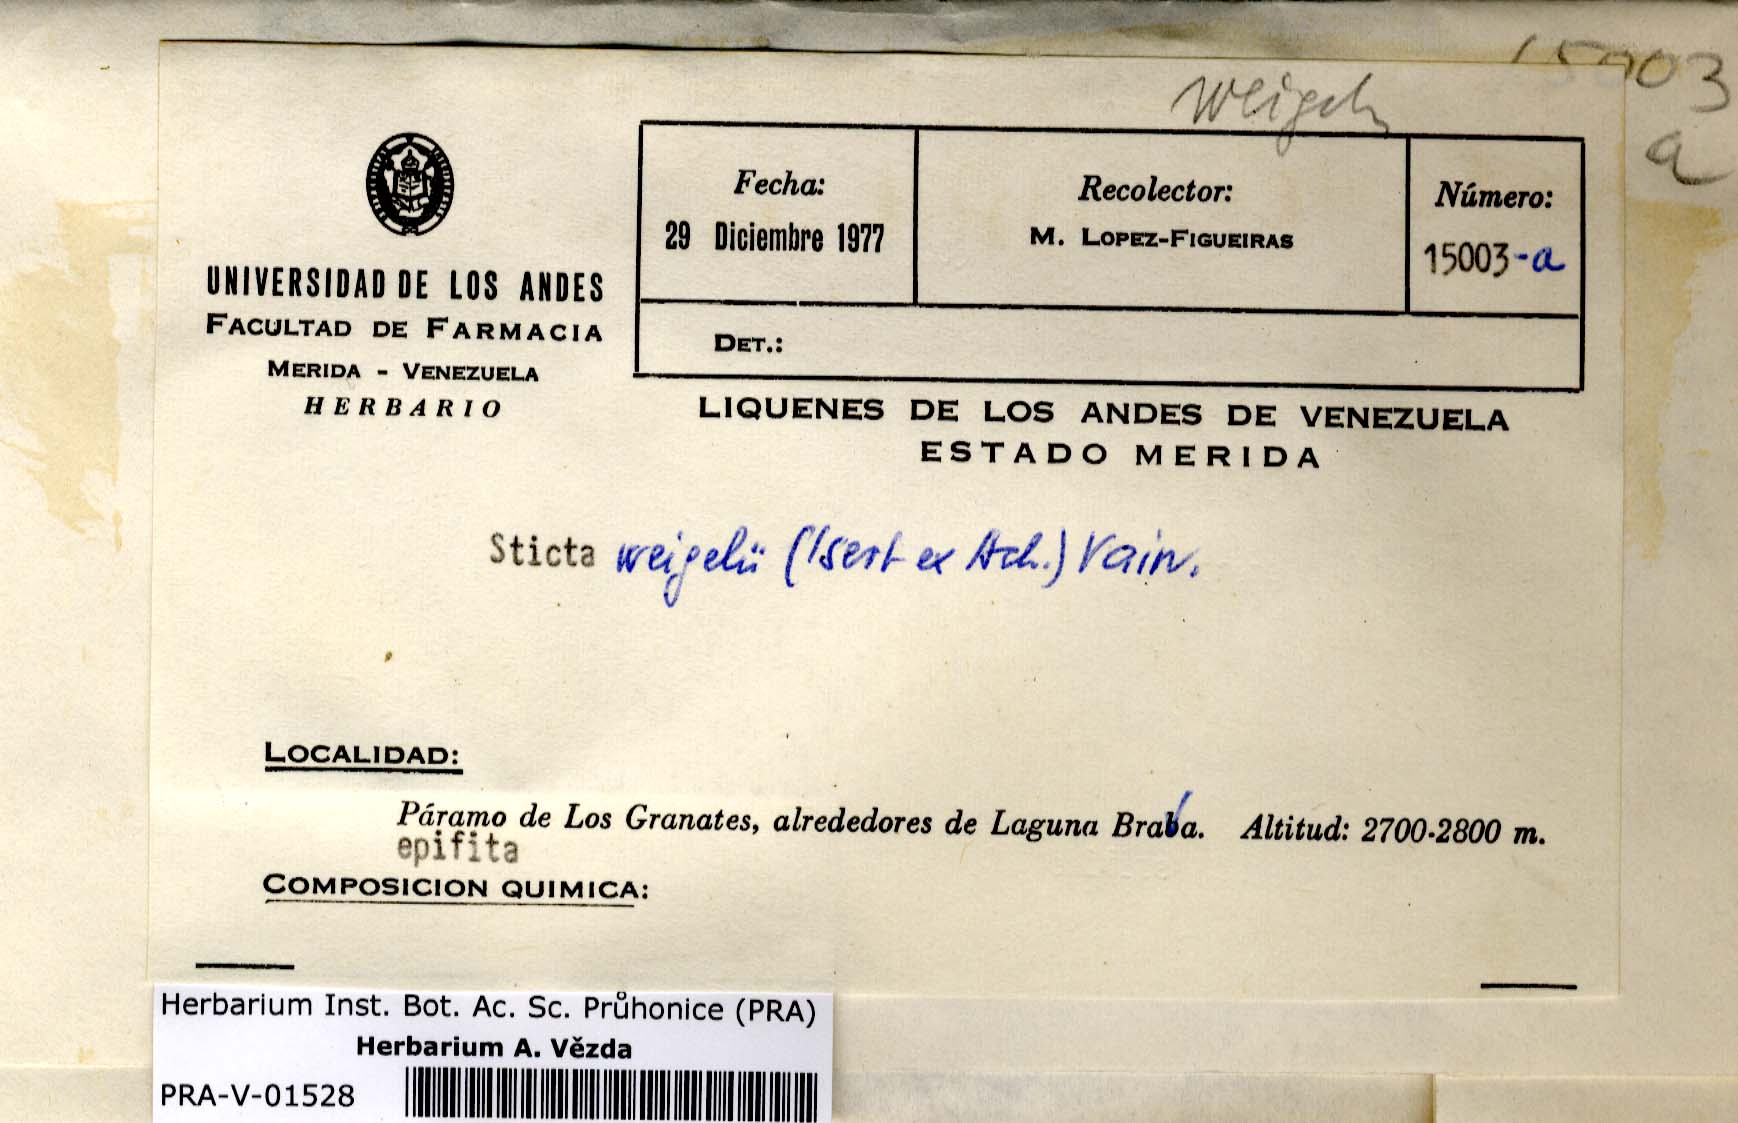 15003
a
weigeli
Fecha:
29 Diciembre 1977
Recolector:
M. LOPEZ-FIGUEIRAS
Número:
15003-a
DET.:
UNIVERSIDAD DE LOS ANDES
FACULTAD DE FARMACIA
MERIDA - VENEZUELA
HERBARIO
LIQUENES DE LOS ANDES DE VENEZUELA
ESTADO MERIDA
Sticta weigelii (Isert ex Ach.) Vain.
LOCALIDAD:
Páramo de Los Granates, alrededores de Laguna Braba. Altitud: 2700-2800 m.
epifita
COMPOSICION QUIMICA:
Herbarium Inst. Bot. Ac. Sc. Průhonice (PRA)
Herbarium A. Vězda
PRA-V-01528